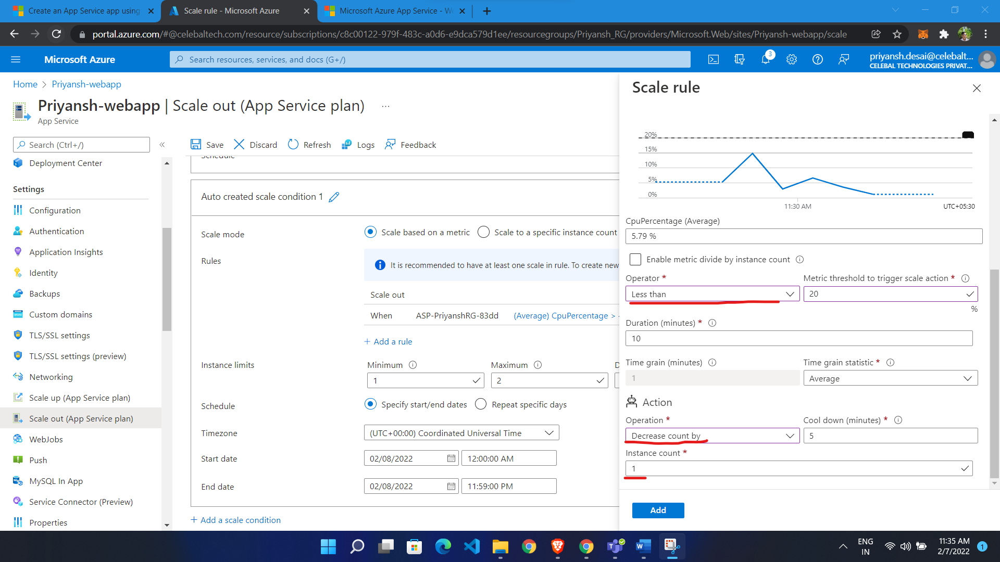 Create an App Service app using
Scale rule - Microsoft Azure
Microsoft Azure App Service - We
portal.azure.com/#@celebaltech.com/resource/subscriptions/c8c00122-979f-483c-a0d6-e9dca579d1ee/resourcegroups/Priyansh_RG/providers/Microsoft.Web/sites/Priyansh-webapp/scale
Microsoft Azure
Search resources, services, and docs (G+/)
3
priyansh.desai@celebalt...
CELEBAL TECHNOLOGIES PRIVAT...
Home > Priyansh-webapp
Priyansh-webapp | Scale out (App Service plan) ...
App Service
Search (Ctrl+/)
«
Deployment Center
Settings
Configuration
Authentication
Application Insights
Identity
Backups
Custom domains
TLS/SSL settings
TLS/SSL settings (preview)
Networking
Scale up (App Service plan)
Scale out (App Service plan)
WebJobs
Push
MySQL In App
Service Connector (Preview)
Properties
Save
Discard
Refresh
Logs
Feedback
Schedule
Auto created scale condition 1
Scale mode
Scale based on a metric
Scale to a specific instance count
Rules
It is recommended to have at least one scale in rule. To create new
Scale out
When
ASP-PriyanshRG-83dd
(Average) CpuPercentage >
+ Add a rule
Instance limits
Minimum
Maximum
D
1
2
Schedule
Specify start/end dates
Repeat specific days
Timezone
(UTC+00:00) Coordinated Universal Time
Start date
02/08/2022
12:00:00 AM
End date
02/08/2022
11:59:00 PM
+ Add a scale condition
Scale rule
20%
15%
10%
5%
0%
11:30 AM
UTC+05:30
CpuPercentage (Average)
5.79 %
Enable metric divide by instance count
Operator *
Metric threshold to trigger scale action *
Less than
20
%
Duration (minutes) *
10
Time grain (minutes)
Time grain statistic *
1
Average
Action
Operation *
Cool down (minutes) *
Decrease count by
5
Instance count *
1
Add
ENG
IN
11:35 AM
2/7/2022
1